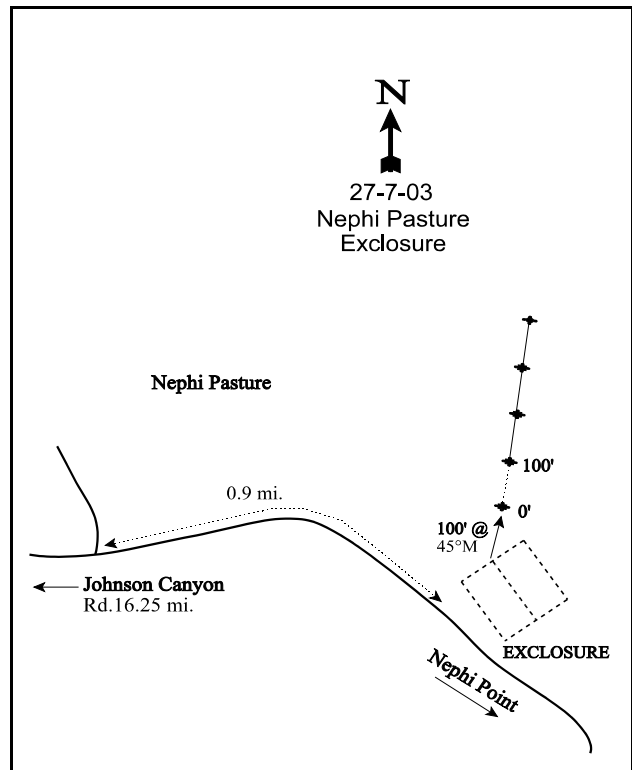 N
27-7-03
Nephi Pasture
Exclosure
Nephi Pasture
100'
0.9 mi.
0'
100' @
45°M
Johnson Canyon
Rd.16.25 mi.
EXCLOSURE
Nephi Point